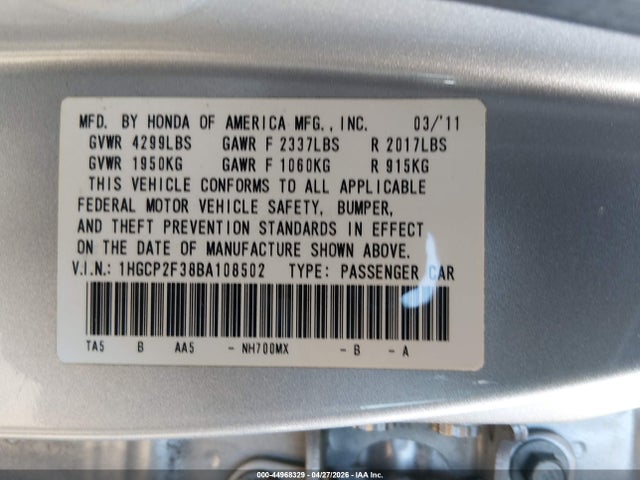 MFD. BY HONDA OF AMERICA MFG., INC. 03/'11
GVWR 4299LBS GAWR F 2337LBS R 2017LBS
GVWR 1950KG GAWR F 1060KG R 915KG
THIS VEHICLE CONFORMS TO ALL APPLICABLE
FEDERAL MOTOR VEHICLE SAFETY, BUMPER,
AND THEFT PREVENTION STANDARDS IN EFFECT
ON THE DATE OF MANUFACTURE SHOWN ABOVE.
V.I.N.: 1HGCP2F38BA108502 TYPE: PASSENGER CAR
TA5 B AA5 - NH700MX - B - A
000-44968329 - 04/27/2026 - IAA Inc.